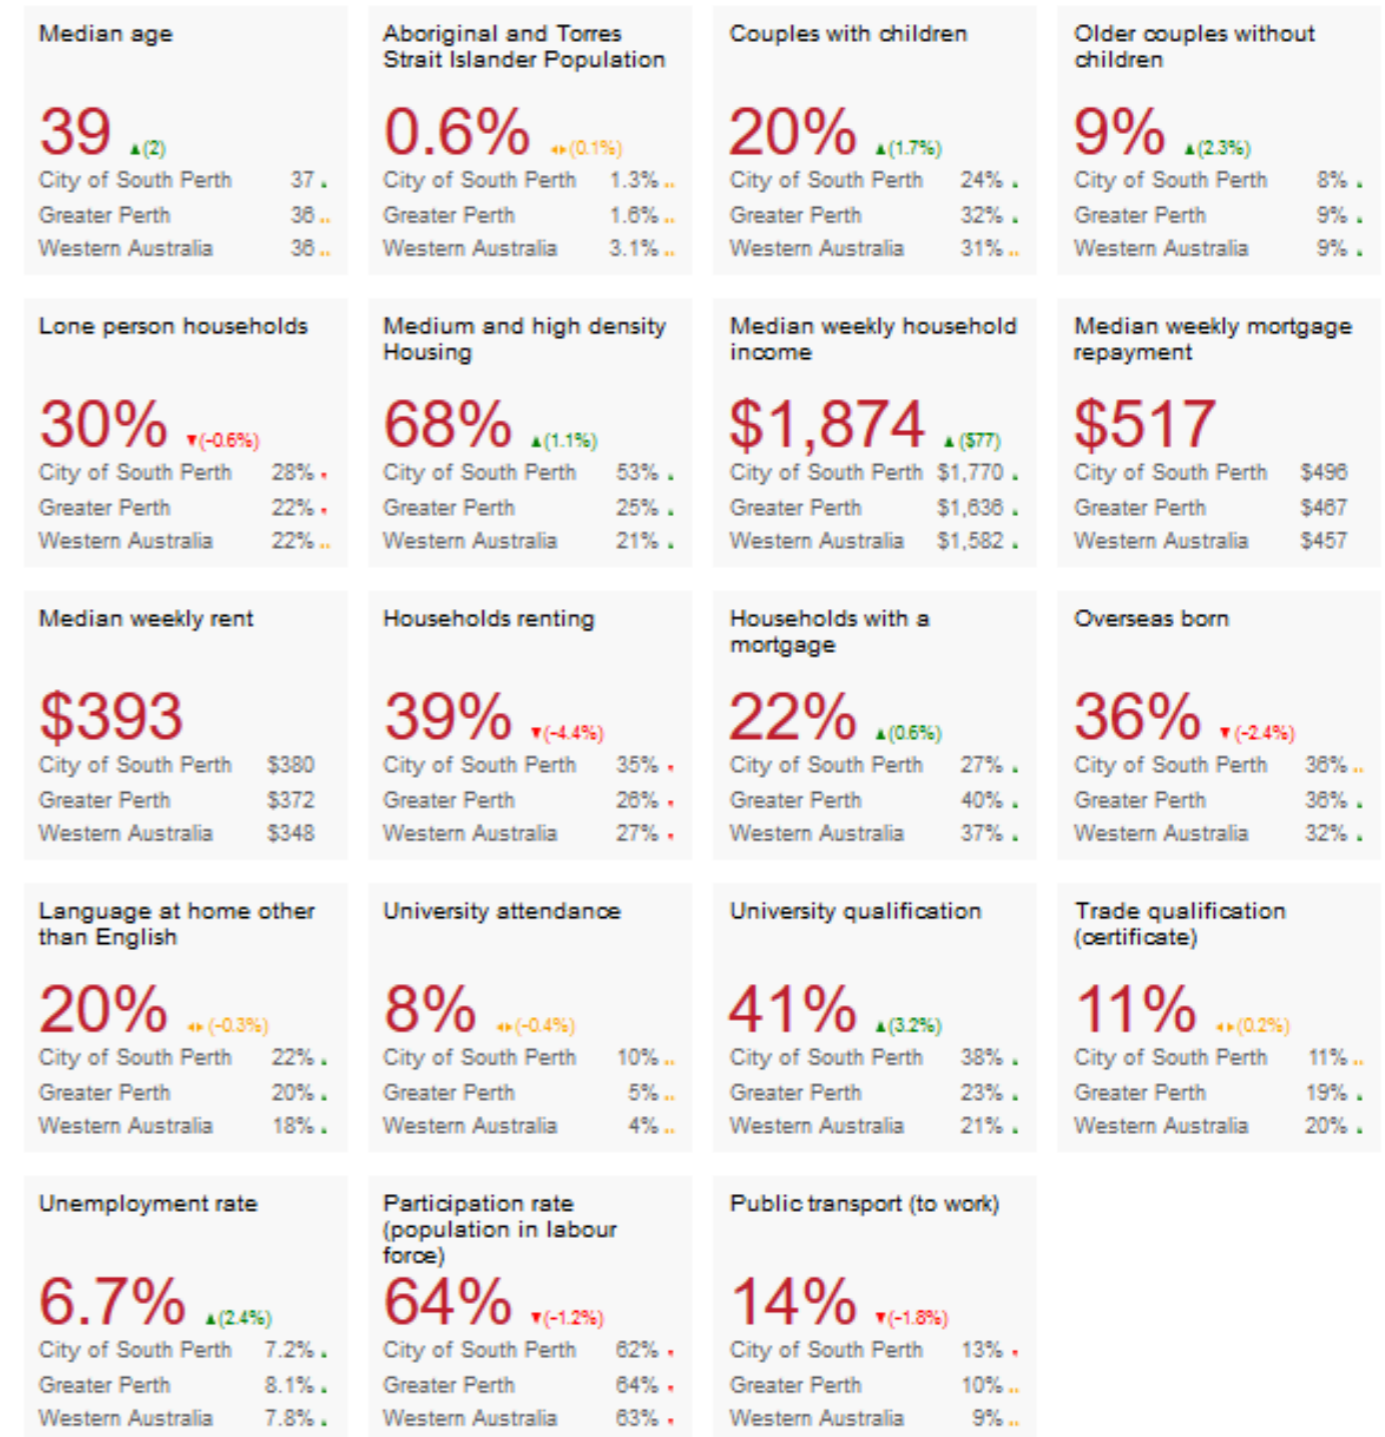 Median age
39 ▲(2)
City of South Perth 37
Greater Perth 36
Western Australia 36
Aboriginal and Torres
Strait Islander Population
0.6% ◂▸(0.1%)
City of South Perth 1.3%
Greater Perth 1.6%
Western Australia 3.1%
Couples with children
20% ▲(1.7%)
City of South Perth 24%
Greater Perth 32%
Western Australia 31%
Older couples without
children
9% ▲(2.3%)
City of South Perth 8%
Greater Perth 9%
Western Australia 9%
Lone person households
30% ▼(-0.6%)
City of South Perth 28%
Greater Perth 22%
Western Australia 22%
Medium and high density
Housing
68% ▲(1.1%)
City of South Perth 53%
Greater Perth 25%
Western Australia 21%
Median weekly household
income
$1,874 ▲($77)
City of South Perth $1,770
Greater Perth $1,636
Western Australia $1,582
Median weekly mortgage
repayment
$517
City of South Perth $496
Greater Perth $467
Western Australia $457
Median weekly rent
$393
City of South Perth $380
Greater Perth $372
Western Australia $348
Households renting
39% ▼(-4.4%)
City of South Perth 35%
Greater Perth 26%
Western Australia 27%
Households with a
mortgage
22% ▲(0.6%)
City of South Perth 27%
Greater Perth 40%
Western Australia 37%
Overseas born
36% ▼(-2.4%)
City of South Perth 36%
Greater Perth 36%
Western Australia 32%
Language at home other
than English
20% ◂▸(-0.3%)
City of South Perth 22%
Greater Perth 20%
Western Australia 18%
University attendance
8% ◂▸(-0.4%)
City of South Perth 10%
Greater Perth 5%
Western Australia 4%
University qualification
41% ▲(3.2%)
City of South Perth 38%
Greater Perth 23%
Western Australia 21%
Trade qualification
(certificate)
11% ◂▸(0.2%)
City of South Perth 11%
Greater Perth 19%
Western Australia 20%
Unemployment rate
6.7% ▲(2.4%)
City of South Perth 7.2%
Greater Perth 8.1%
Western Australia 7.8%
Participation rate
(population in labour
force)
64% ▼(-1.2%)
City of South Perth 62%
Greater Perth 64%
Western Australia 63%
Public transport (to work)
14% ▼(-1.8%)
City of South Perth 13%
Greater Perth 10%
Western Australia 9%